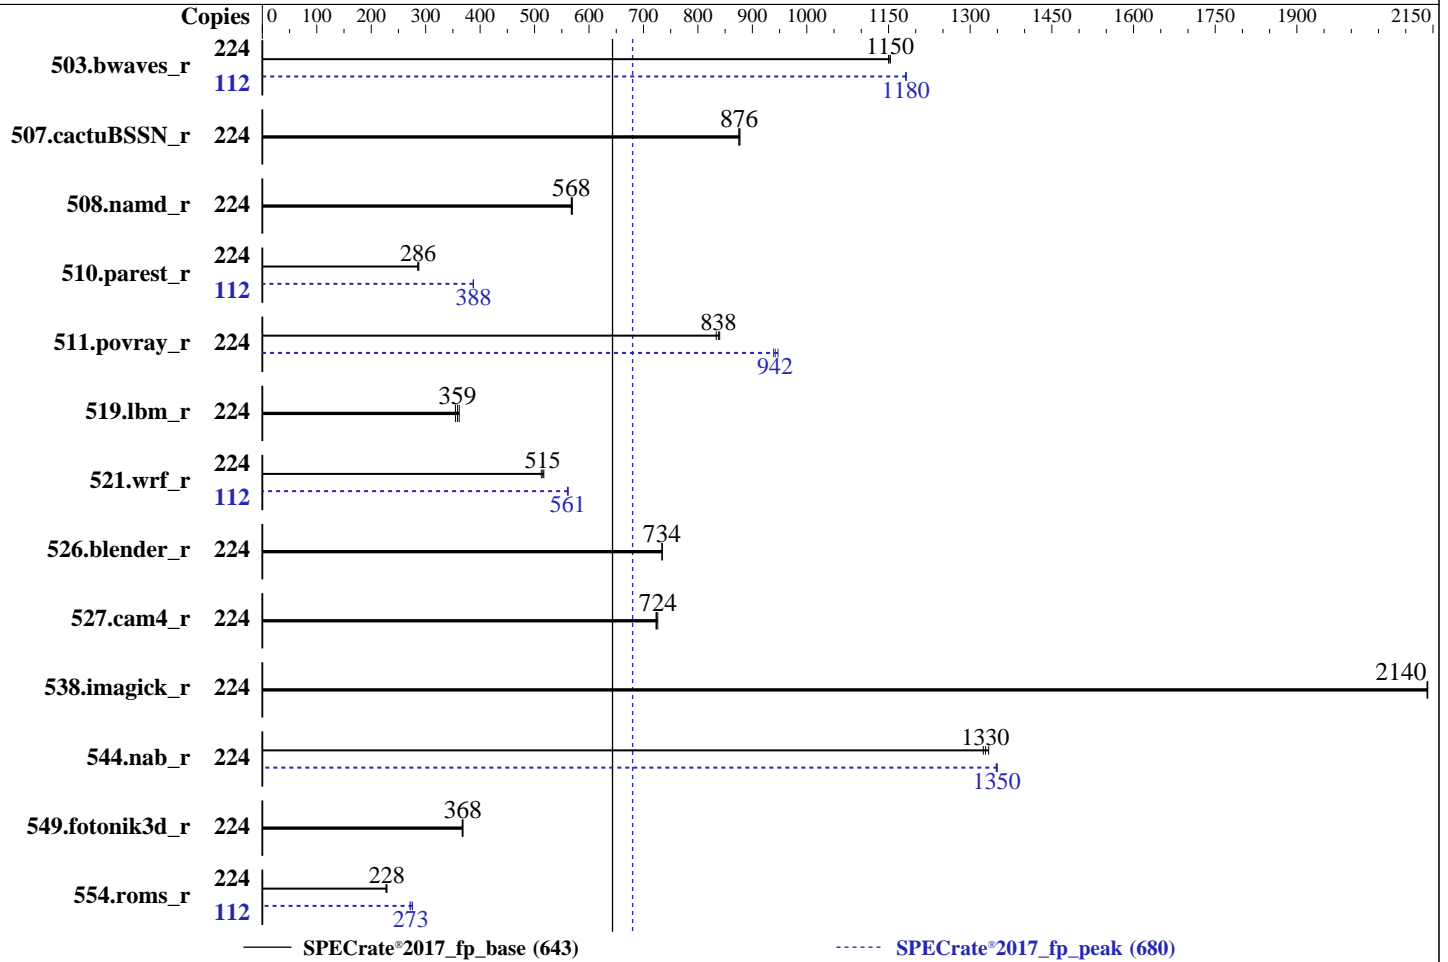 Copies 0 100 200 300 400 500 600 700 800 900 1000 1150 1300 1450 1600 1750 1900 2150
503.bwaves_r 224 1150
112 1180
507.cactuBSSN_r 224 876
508.namd_r 224 568
510.parest_r 224 286
112 388
511.povray_r 224 838
942
519.lbm_r 224 359
521.wrf_r 224 515
112 561
526.blender_r 224 734
527.cam4_r 224 724
538.imagick_r 224 2140
544.nab_r 224 1330
1350
549.fotonik3d_r 224 368
554.roms_r 224 228
112 273
SPECrate®2017_fp_base (643) SPECrate®2017_fp_peak (680)